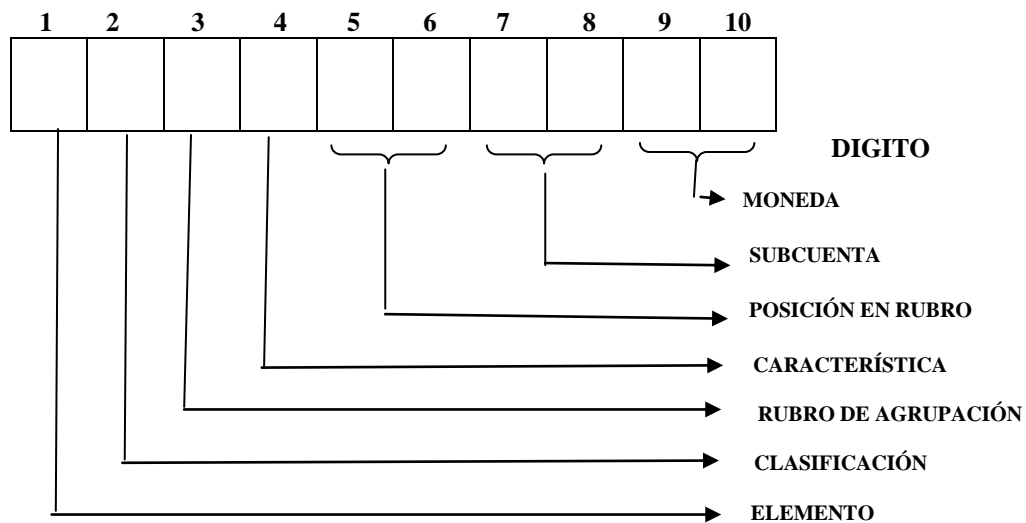 1 2 3 4 5 6 7 8 9 10
DIGITO
MONEDA
SUBCUENTA
POSICIÓN EN RUBRO
CARACTERÍSTICA
RUBRO DE AGRUPACIÓN
CLASIFICACIÓN
ELEMENTO